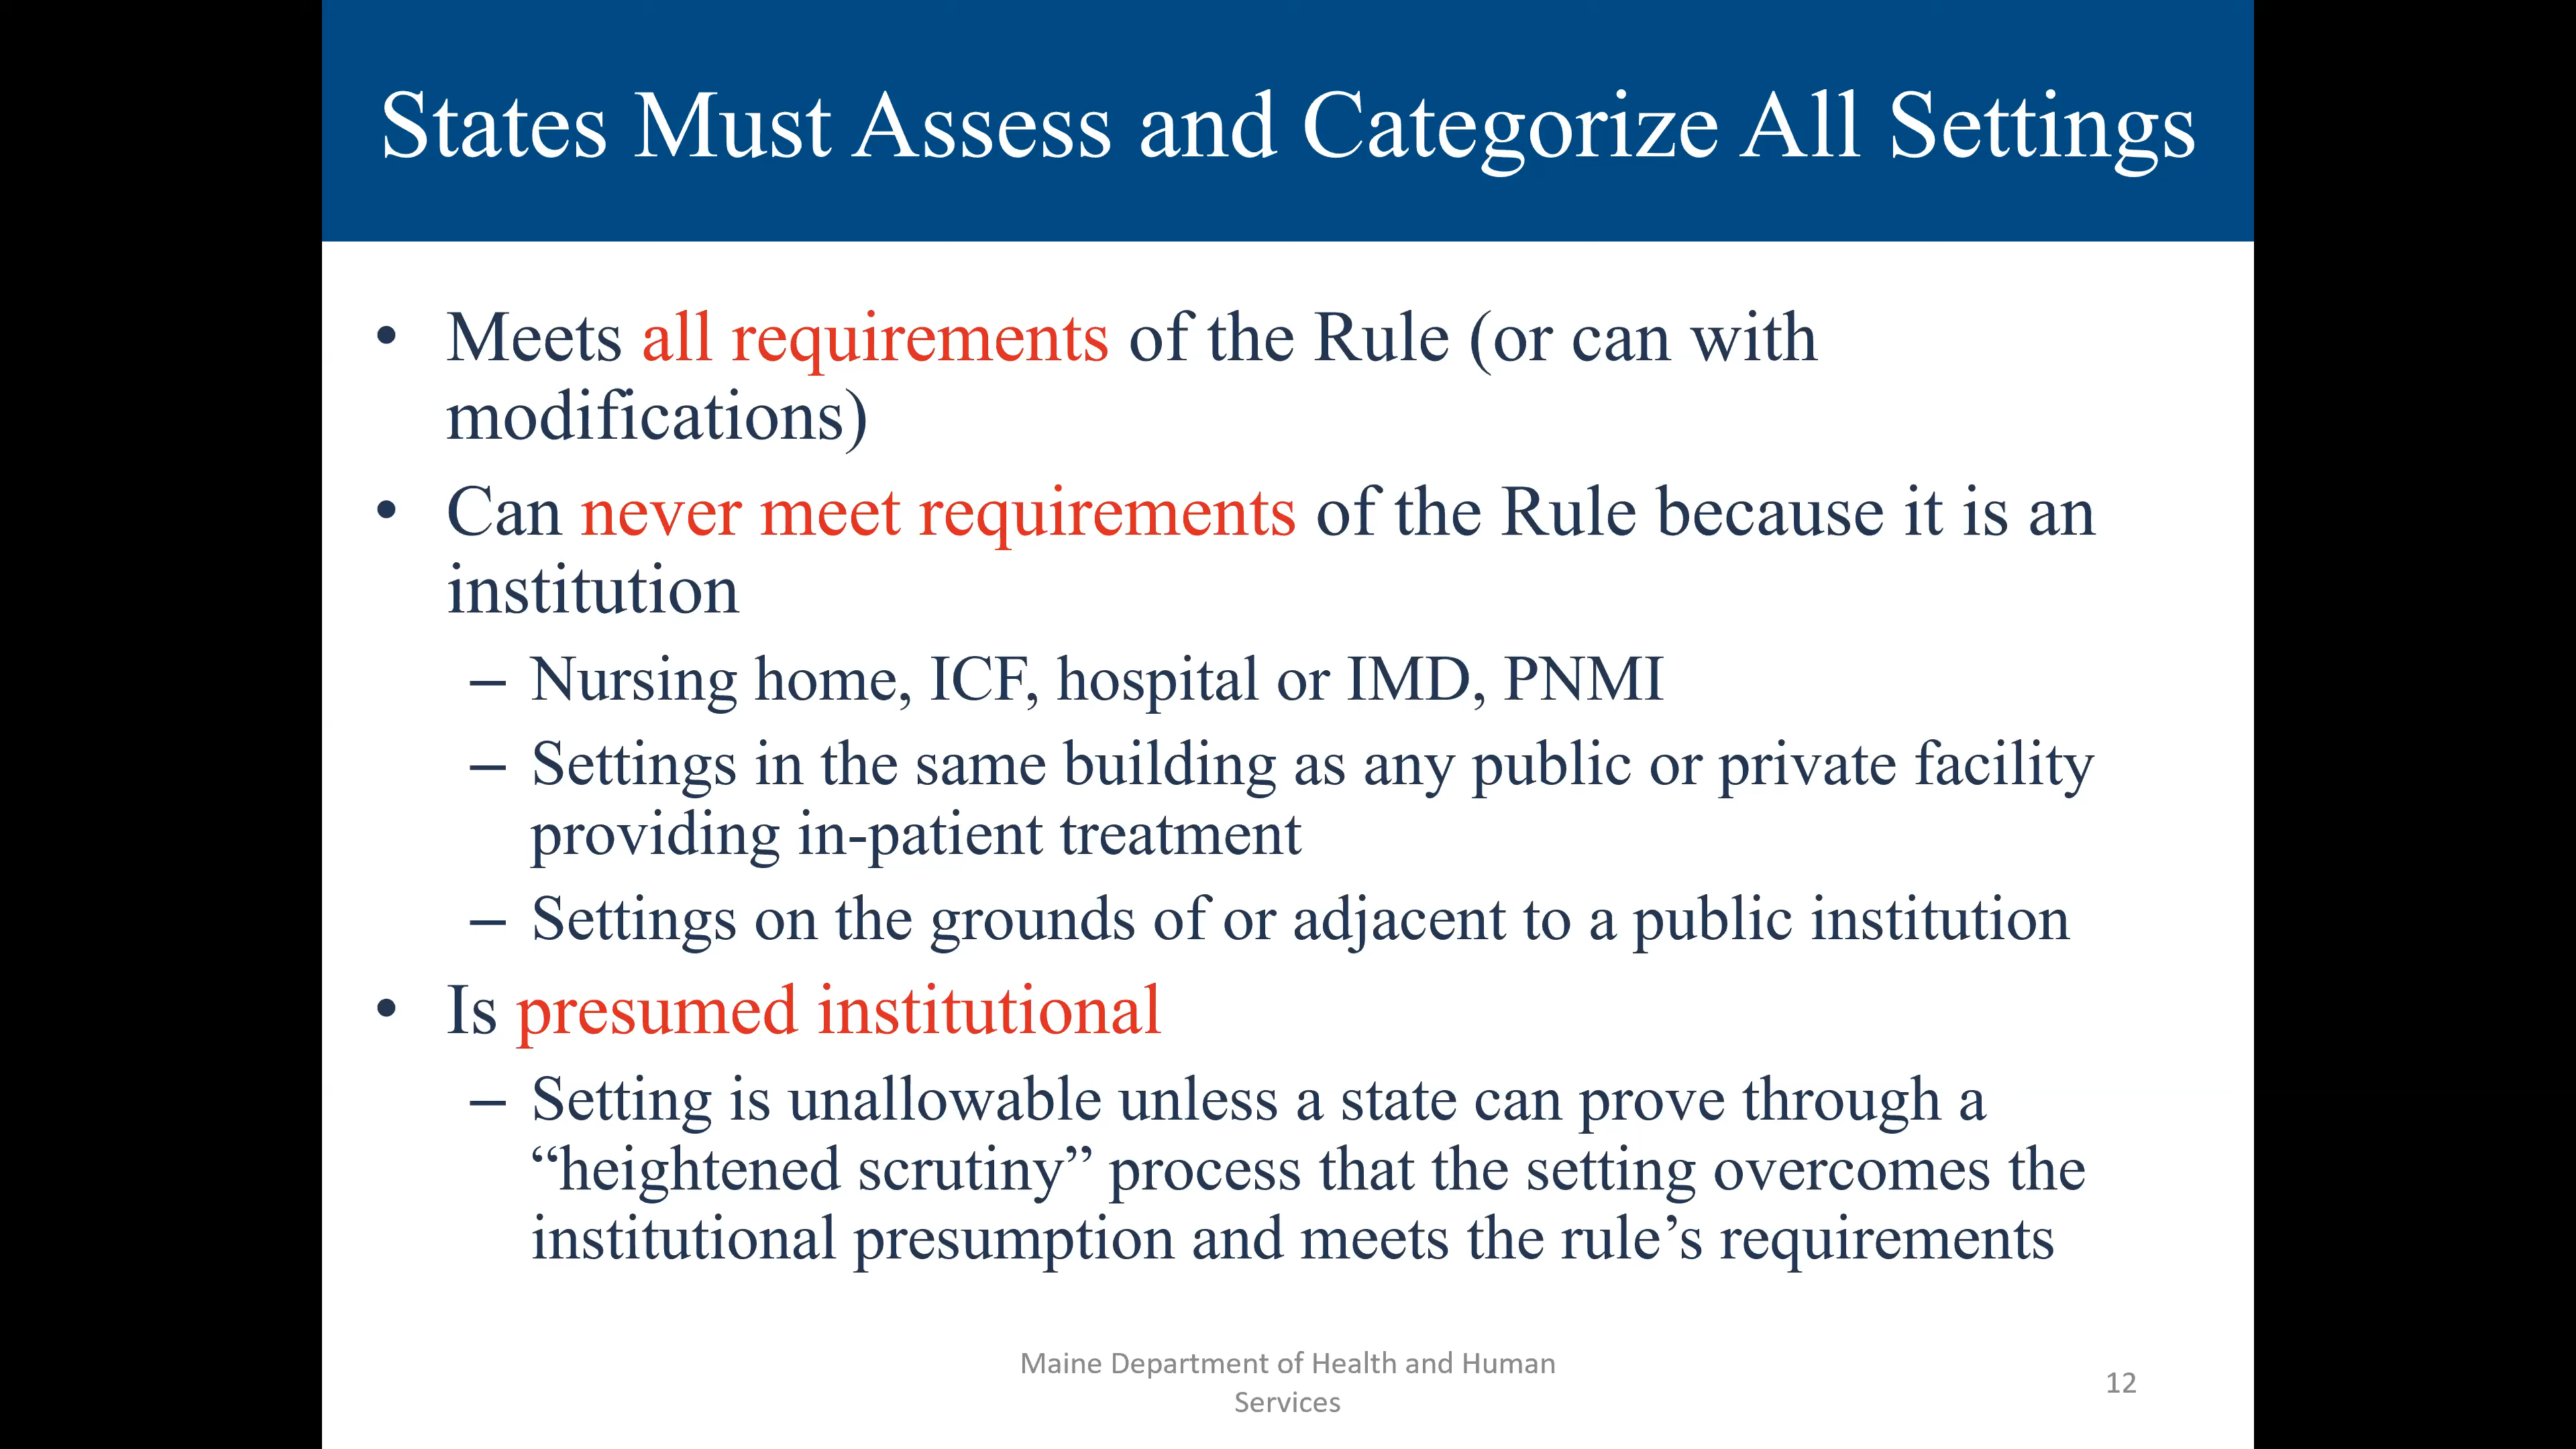 States Must Assess and Categorize All Settings
• Meets all requirements of the Rule (or can with
modifications)
• Can never meet requirements of the Rule because it is an
institution
– Nursing home, ICF, hospital or IMD, PNMI
– Settings in the same building as any public or private facility
providing in-patient treatment
– Settings on the grounds of or adjacent to a public institution
• Is presumed institutional
– Setting is unallowable unless a state can prove through a
“heightened scrutiny” process that the setting overcomes the
institutional presumption and meets the rule’s requirements
Maine Department of Health and Human
Services
12